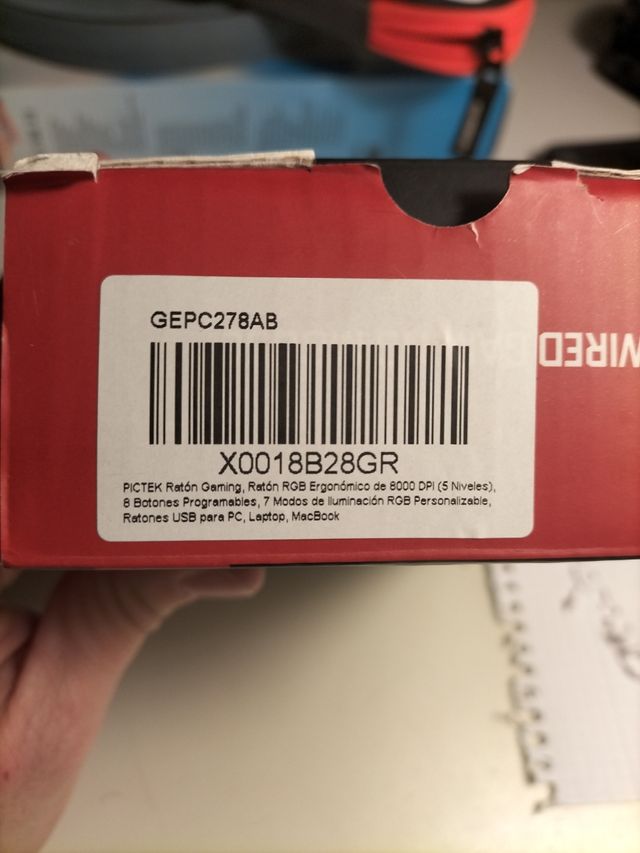 GEPC278AB
X0018B28GR
PICTEK Ratón Gaming, Ratón RGB Ergonómico de 8000 DPI (5 Niveles),
8 Botones Programables, 7 Modos de Iluminación RGB Personalizable,
Ratones USB para PC, Laptop, MacBook
WIRED